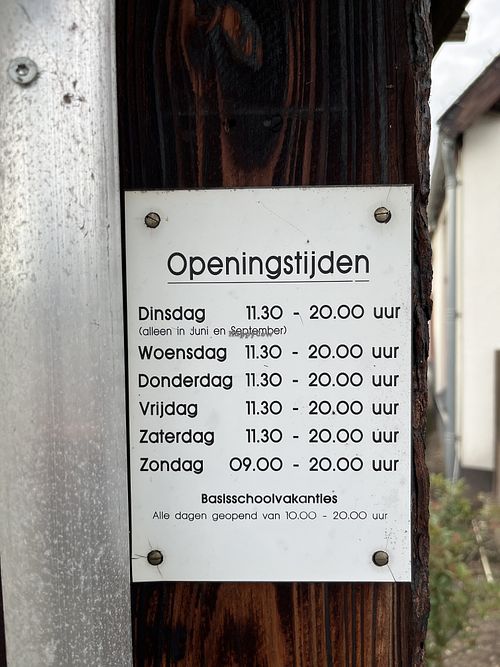 Openingstijden
Dinsdag 11.30 - 20.00 uur
(alleen in Juni en September)
HappyCow
Woensdag 11.30 - 20.00 uur
Donderdag 11.30 - 20.00 uur
Vrijdag 11.30 - 20.00 uur
Zaterdag 11.30 - 20.00 uur
Zondag 09.00 - 20.00 uur
Basisschoolvakanties
Alle dagen geopend van 10.00 - 20.00 uur